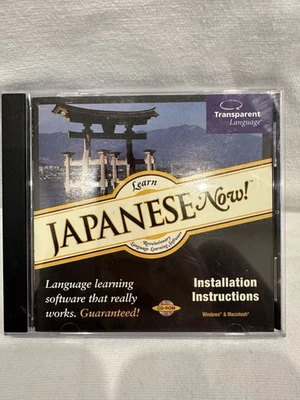 Transparent
Language®
Learn
JAPANESE Now!
Revolutionary
Language Learning Software
Language learning
software that really
works. Guaranteed!
CD-ROM
Installation
Instructions
Windows® & Macintosh®